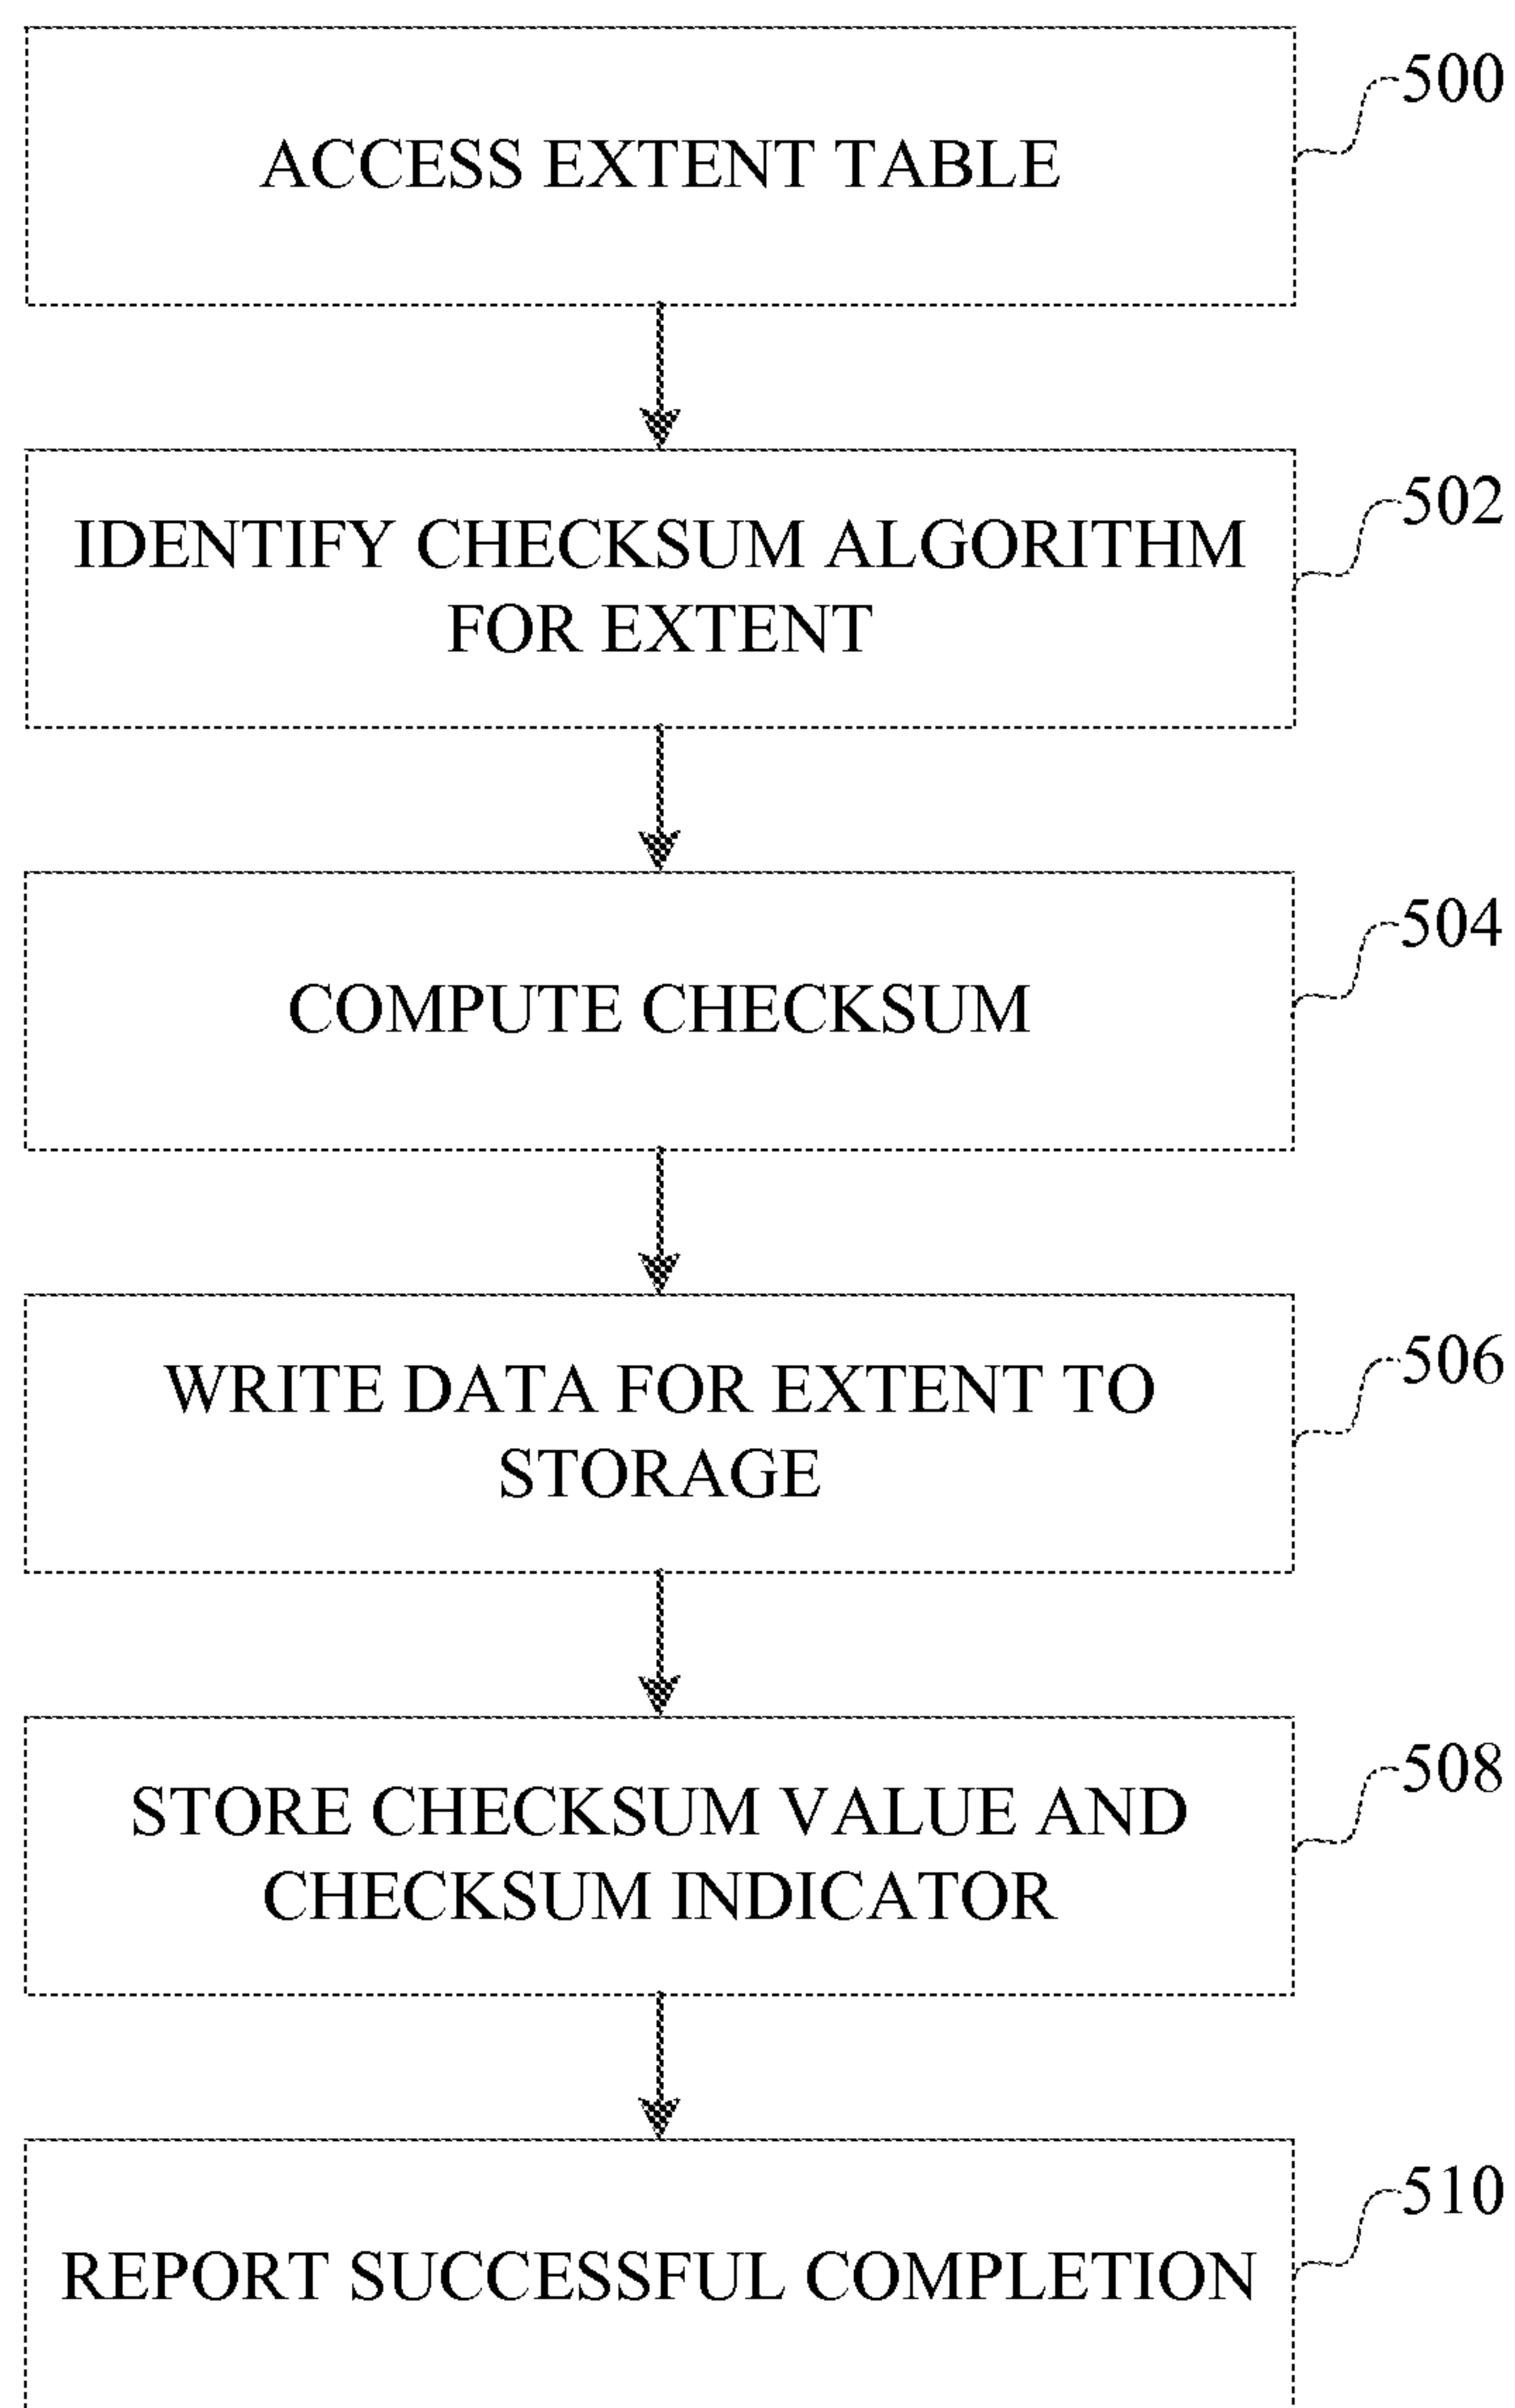 ACCESS EXTENT TABLE
500
IDENTIFY CHECKSUM ALGORITHM
FOR EXTENT
502
COMPUTE CHECKSUM
504
WRITE DATA FOR EXTENT TO
STORAGE
506
STORE CHECKSUM VALUE AND
CHECKSUM INDICATOR
508
REPORT SUCCESSFUL COMPLETION
510